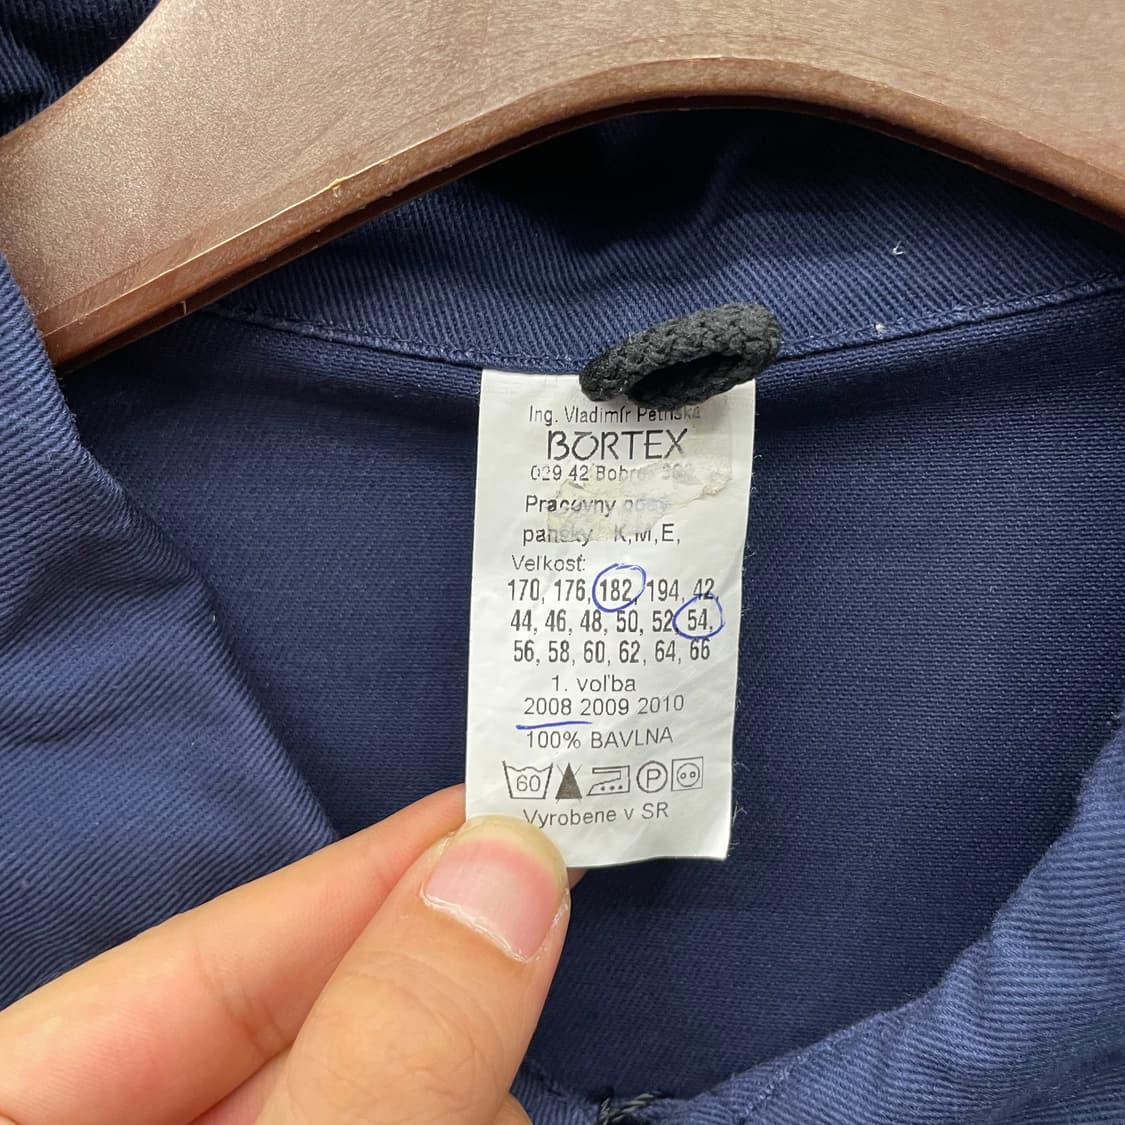 Ing. Vladimír Petriska
BORTEX
029 42 Bobro
Pracovny
pansky K,M,E,
Veľkosť:
170, 176, 182, 194, 42,
44, 46, 48, 50, 52, 54,
56, 58, 60, 62, 64, 66
1. voľba
2008 2009 2010
100% BAVLNA
60 P
Vyrobene v SR